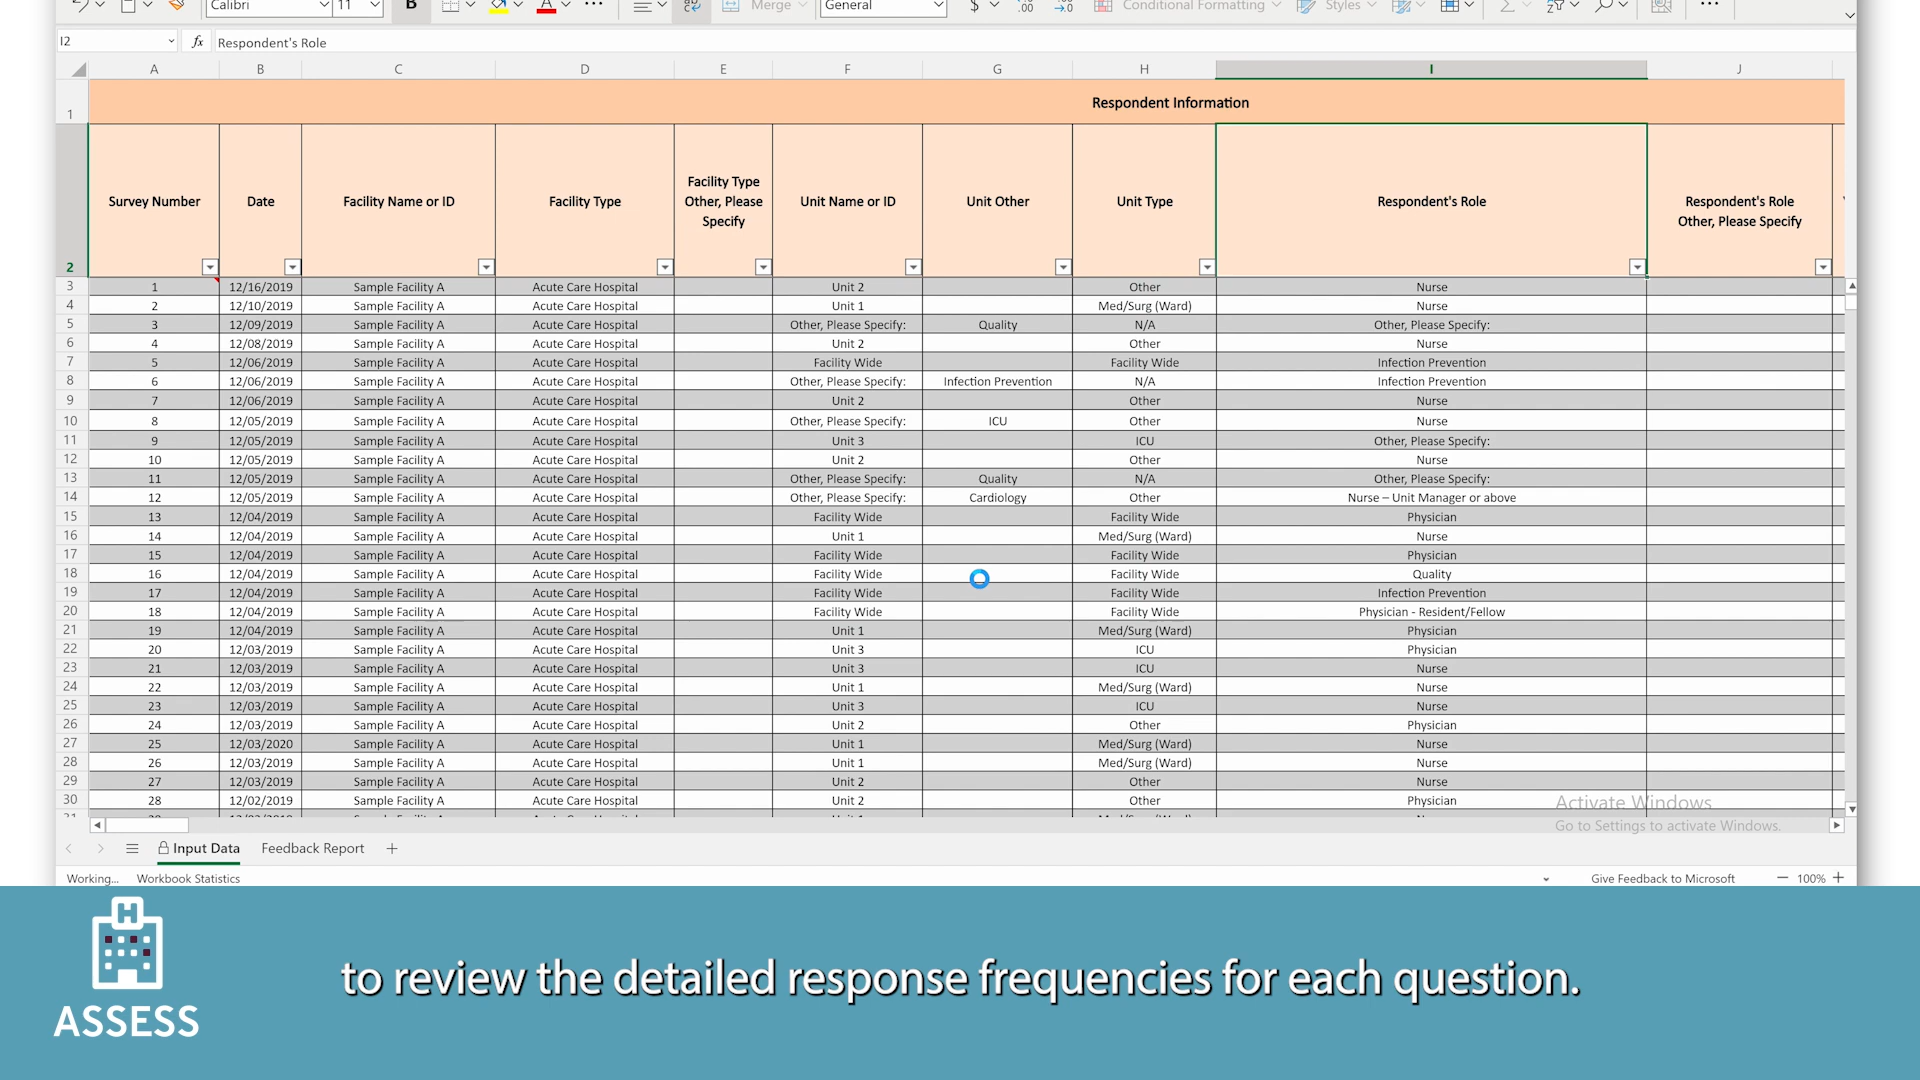 Calibri 11 B A ... Merge General $ .00 .0 Conditional Formatting Styles ...
I2 fx Respondent's Role
A B C D E F G H I J
1 Respondent Information
2 Survey Number Date Facility Name or ID Facility Type Facility Type Other, Please Specify Unit Name or ID Unit Other Unit Type Respondent's Role Respondent's Role Other, Please Specify
3 1 12/16/2019 Sample Facility A Acute Care Hospital Unit 2 Other Nurse
4 2 12/10/2019 Sample Facility A Acute Care Hospital Unit 1 Med/Surg (Ward) Nurse
5 3 12/09/2019 Sample Facility A Acute Care Hospital Other, Please Specify: Quality N/A Other, Please Specify:
6 4 12/08/2019 Sample Facility A Acute Care Hospital Unit 2 Other Nurse
7 5 12/06/2019 Sample Facility A Acute Care Hospital Facility Wide Facility Wide Infection Prevention
8 6 12/06/2019 Sample Facility A Acute Care Hospital Other, Please Specify: Infection Prevention N/A Infection Prevention
9 7 12/06/2019 Sample Facility A Acute Care Hospital Unit 2 Other Nurse
10 8 12/05/2019 Sample Facility A Acute Care Hospital Other, Please Specify: ICU Other Nurse
11 9 12/05/2019 Sample Facility A Acute Care Hospital Unit 3 ICU Other, Please Specify:
12 10 12/05/2019 Sample Facility A Acute Care Hospital Unit 2 Other Nurse
13 11 12/05/2019 Sample Facility A Acute Care Hospital Other, Please Specify: Quality N/A Other, Please Specify:
14 12 12/05/2019 Sample Facility A Acute Care Hospital Other, Please Specify: Cardiology Other Nurse – Unit Manager or above
15 13 12/04/2019 Sample Facility A Acute Care Hospital Facility Wide Facility Wide Physician
16 14 12/04/2019 Sample Facility A Acute Care Hospital Unit 1 Med/Surg (Ward) Nurse
17 15 12/04/2019 Sample Facility A Acute Care Hospital Facility Wide Facility Wide Physician
18 16 12/04/2019 Sample Facility A Acute Care Hospital Facility Wide Facility Wide Quality
19 17 12/04/2019 Sample Facility A Acute Care Hospital Facility Wide Facility Wide Infection Prevention
20 18 12/04/2019 Sample Facility A Acute Care Hospital Facility Wide Facility Wide Physician - Resident/Fellow
21 19 12/04/2019 Sample Facility A Acute Care Hospital Unit 1 Med/Surg (Ward) Physician
22 20 12/03/2019 Sample Facility A Acute Care Hospital Unit 3 ICU Physician
23 21 12/03/2019 Sample Facility A Acute Care Hospital Unit 3 ICU Nurse
24 22 12/03/2019 Sample Facility A Acute Care Hospital Unit 1 Med/Surg (Ward) Nurse
25 23 12/03/2019 Sample Facility A Acute Care Hospital Unit 3 ICU Nurse
26 24 12/03/2019 Sample Facility A Acute Care Hospital Unit 2 Other Physician
27 25 12/03/2020 Sample Facility A Acute Care Hospital Unit 1 Med/Surg (Ward) Nurse
28 26 12/03/2019 Sample Facility A Acute Care Hospital Unit 1 Med/Surg (Ward) Nurse
29 27 12/03/2019 Sample Facility A Acute Care Hospital Unit 2 Other Nurse
30 28 12/02/2019 Sample Facility A Acute Care Hospital Unit 2 Other Physician
Activate Windows
Go to Settings to activate Windows.
Input Data Feedback Report +
Working... Workbook Statistics Give Feedback to Microsoft 100% +
H
ASSESS
to review the detailed response frequencies for each question.